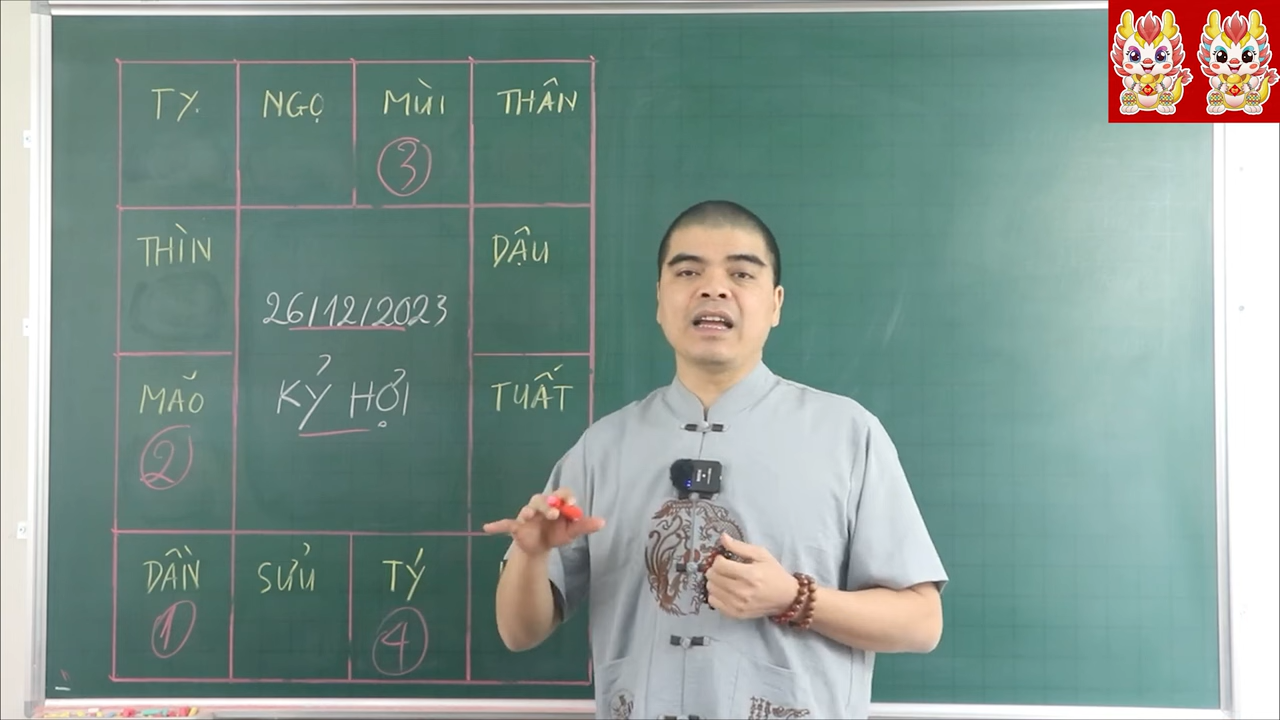 TỴ NGỌ MÙI THÂN
③
THÌN DẬU
26/12/2023
KỶ HỢI
MÃO TUẤT
②
DẦN SỬU TÝ
① ④